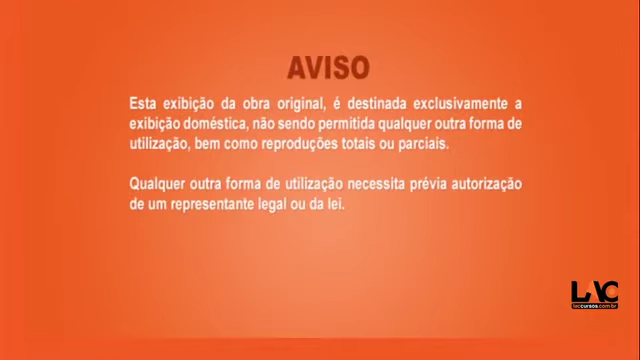 AVISO
Esta exibição da obra original, é destinada exclusivamente a
exibição doméstica, não sendo permitida qualquer outra forma de
utilização, bem como reproduções totais ou parciais.
Qualquer outra forma de utilização necessita prévia autorização
de um representante legal ou da lei.
LAC
laccursos.com.br